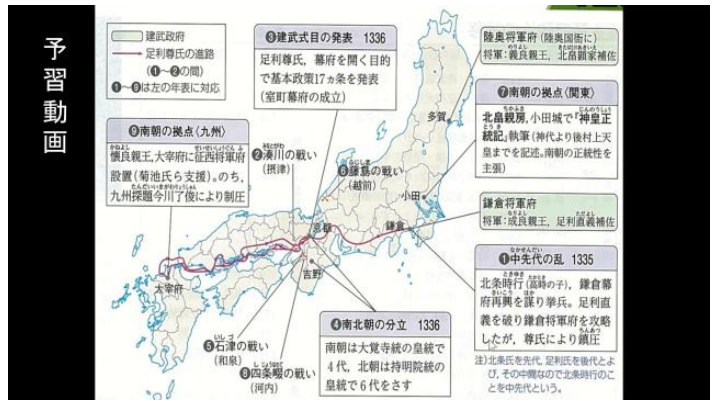 予習動画
建武政府
足利尊氏の進路
(❶～❷の間)
❶～❾は左の年表に対応
❸建武式目の発表 1336
足利尊氏，幕府を開く目的
で基本政策17ヵ条を発表
(室町幕府の成立)
陸奥将軍府(陸奥国衙に)
将軍:義良親王，北畠顕家補佐
❼南朝の拠点〈関東〉
北畠親房，小田城で『神皇正
統記』執筆(神代より後村上天
皇までを記述。南朝の正統性を
主張)
❾南朝の拠点〈九州〉
懐良親王，大宰府に征西将軍府
設置(菊池氏ら支援)。のち，
九州探題今川了俊により制圧
❷湊川の戦い
(摂津)
❻藤島の戦い
(越前)
多賀
小田
鎌倉
京都
吉野
大宰府
鎌倉将軍府
将軍:成良親王，足利直義補佐
❶中先代の乱 1335
北条時行(高時の子)，鎌倉幕
府再興を謀り挙兵。足利直
義を破り鎌倉将軍府を攻略
したが，尊氏により鎮圧
注)北条氏を先代，足利氏を後代とよ
び，その中間なので北条時行のこ
とを中先代という。
❹南北朝の分立 1336
南朝は大覚寺統の皇統で
4代，北朝は持明院統の
皇統で6代をさす
❺石津の戦い
(和泉)
❽四条畷の戦い
(河内)